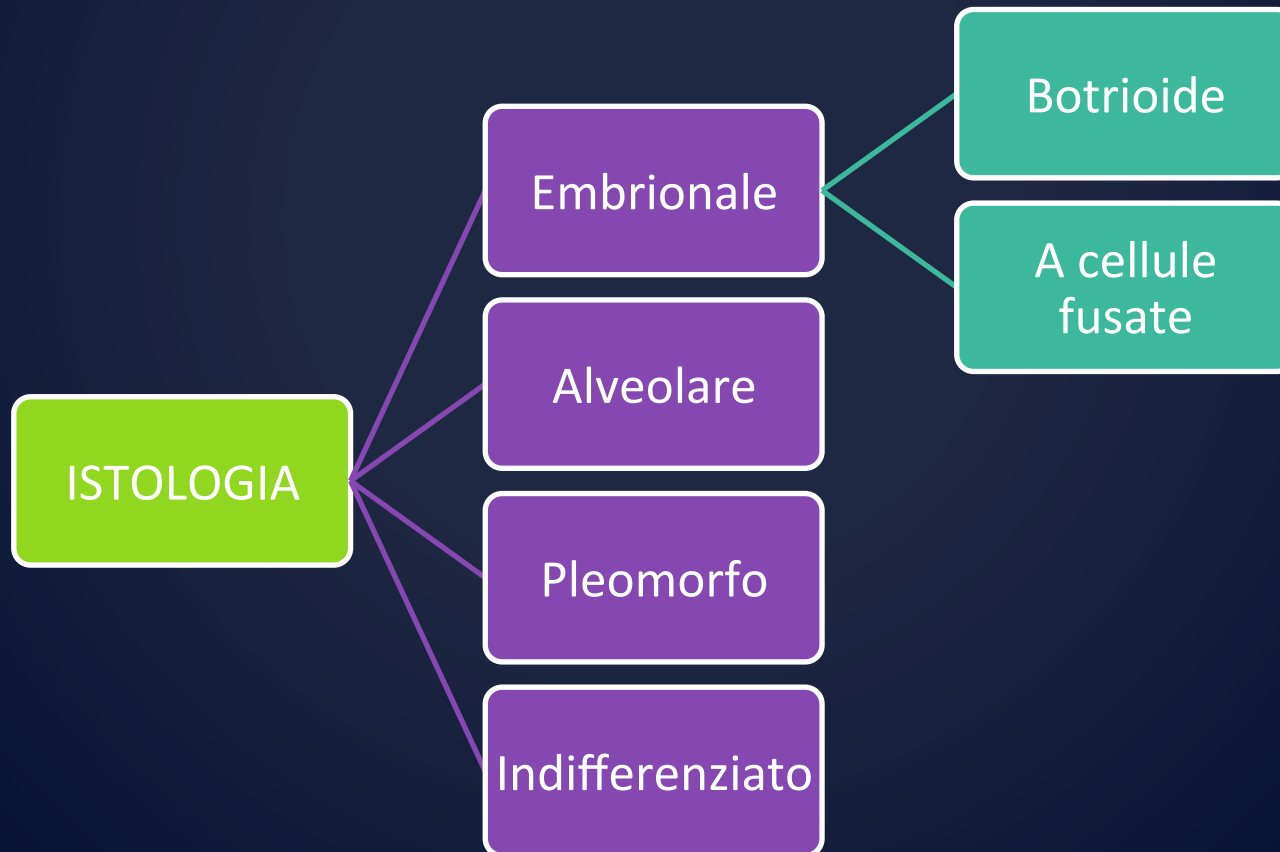 ISTOLOGIA
Embrionale
Botrioide
A cellule
fusate
Alveolare
Pleomorfo
Indifferenziato